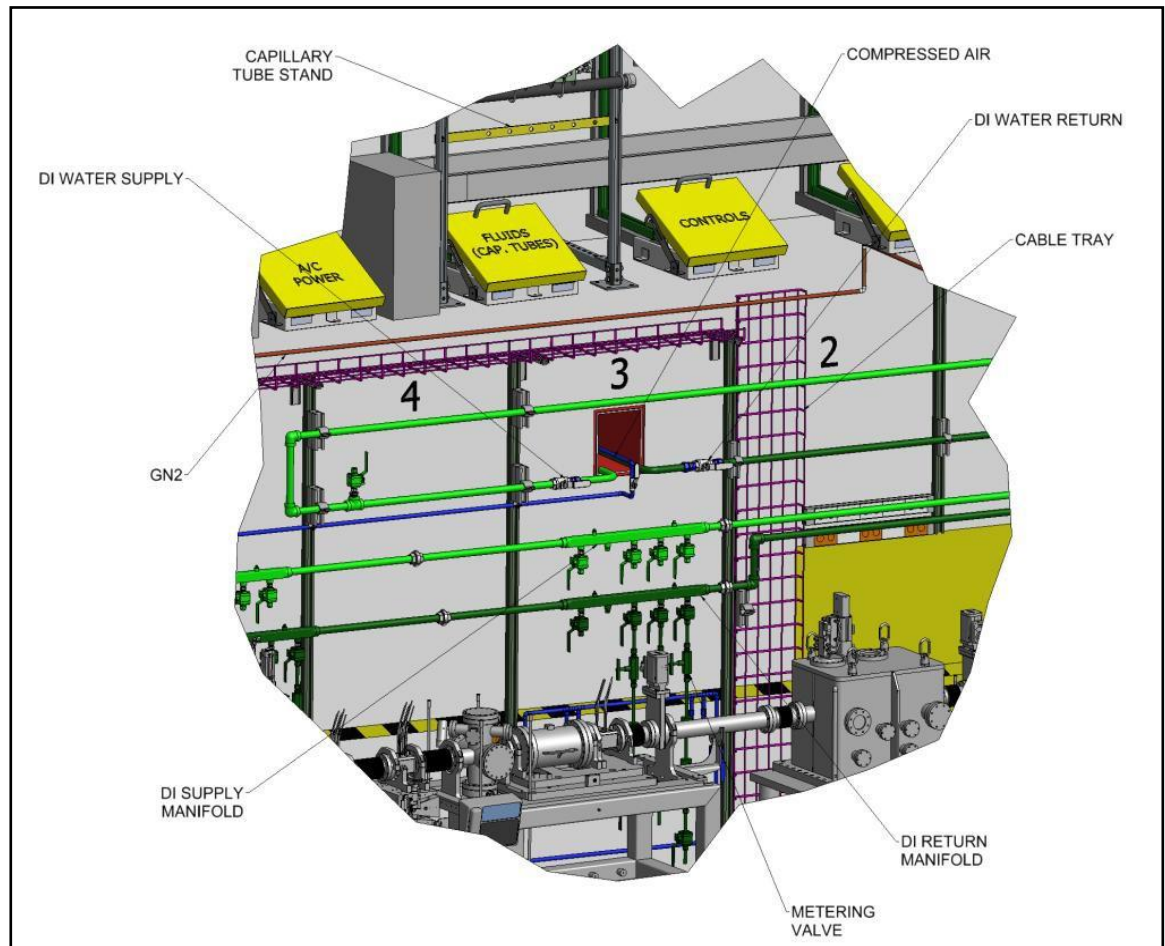 CAPILLARY
TUBE STAND
COMPRESSED AIR
DI WATER RETURN
DI WATER SUPPLY
CABLE TRAY
A/C
POWER
FLUIDS
(CAP. TUBES)
CONTROLS
4
3
2
GN2
DI SUPPLY
MANIFOLD
DI RETURN
MANIFOLD
METERING
VALVE